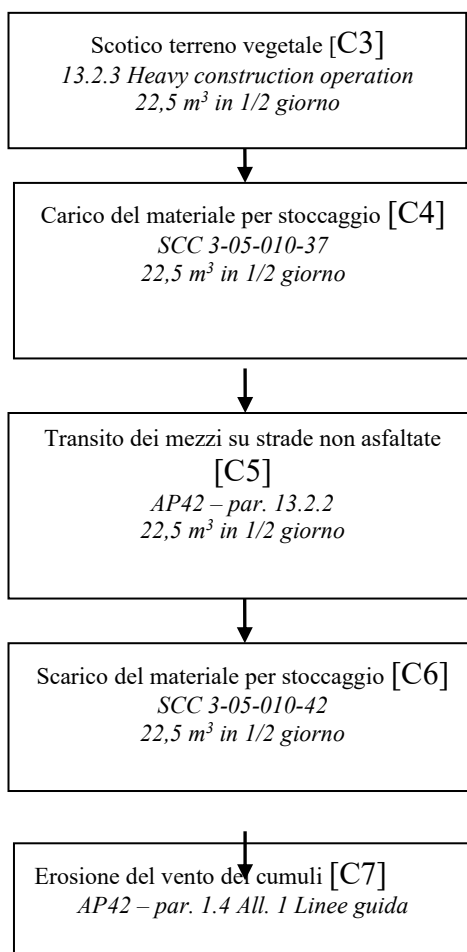 Scotico terreno vegetale [C3]
13.2.3 Heavy construction operation
22,5 m³ in 1/2 giorno
Carico del materiale per stoccaggio [C4]
SCC 3-05-010-37
22,5 m³ in 1/2 giorno
Transito dei mezzi su strade non asfaltate
[C5]
AP42 – par. 13.2.2
22,5 m³ in 1/2 giorno
Scarico del materiale per stoccaggio [C6]
SCC 3-05-010-42
22,5 m³ in 1/2 giorno
Erosione del vento dei cumuli [C7]
AP42 – par. 1.4 All. 1 Linee guida